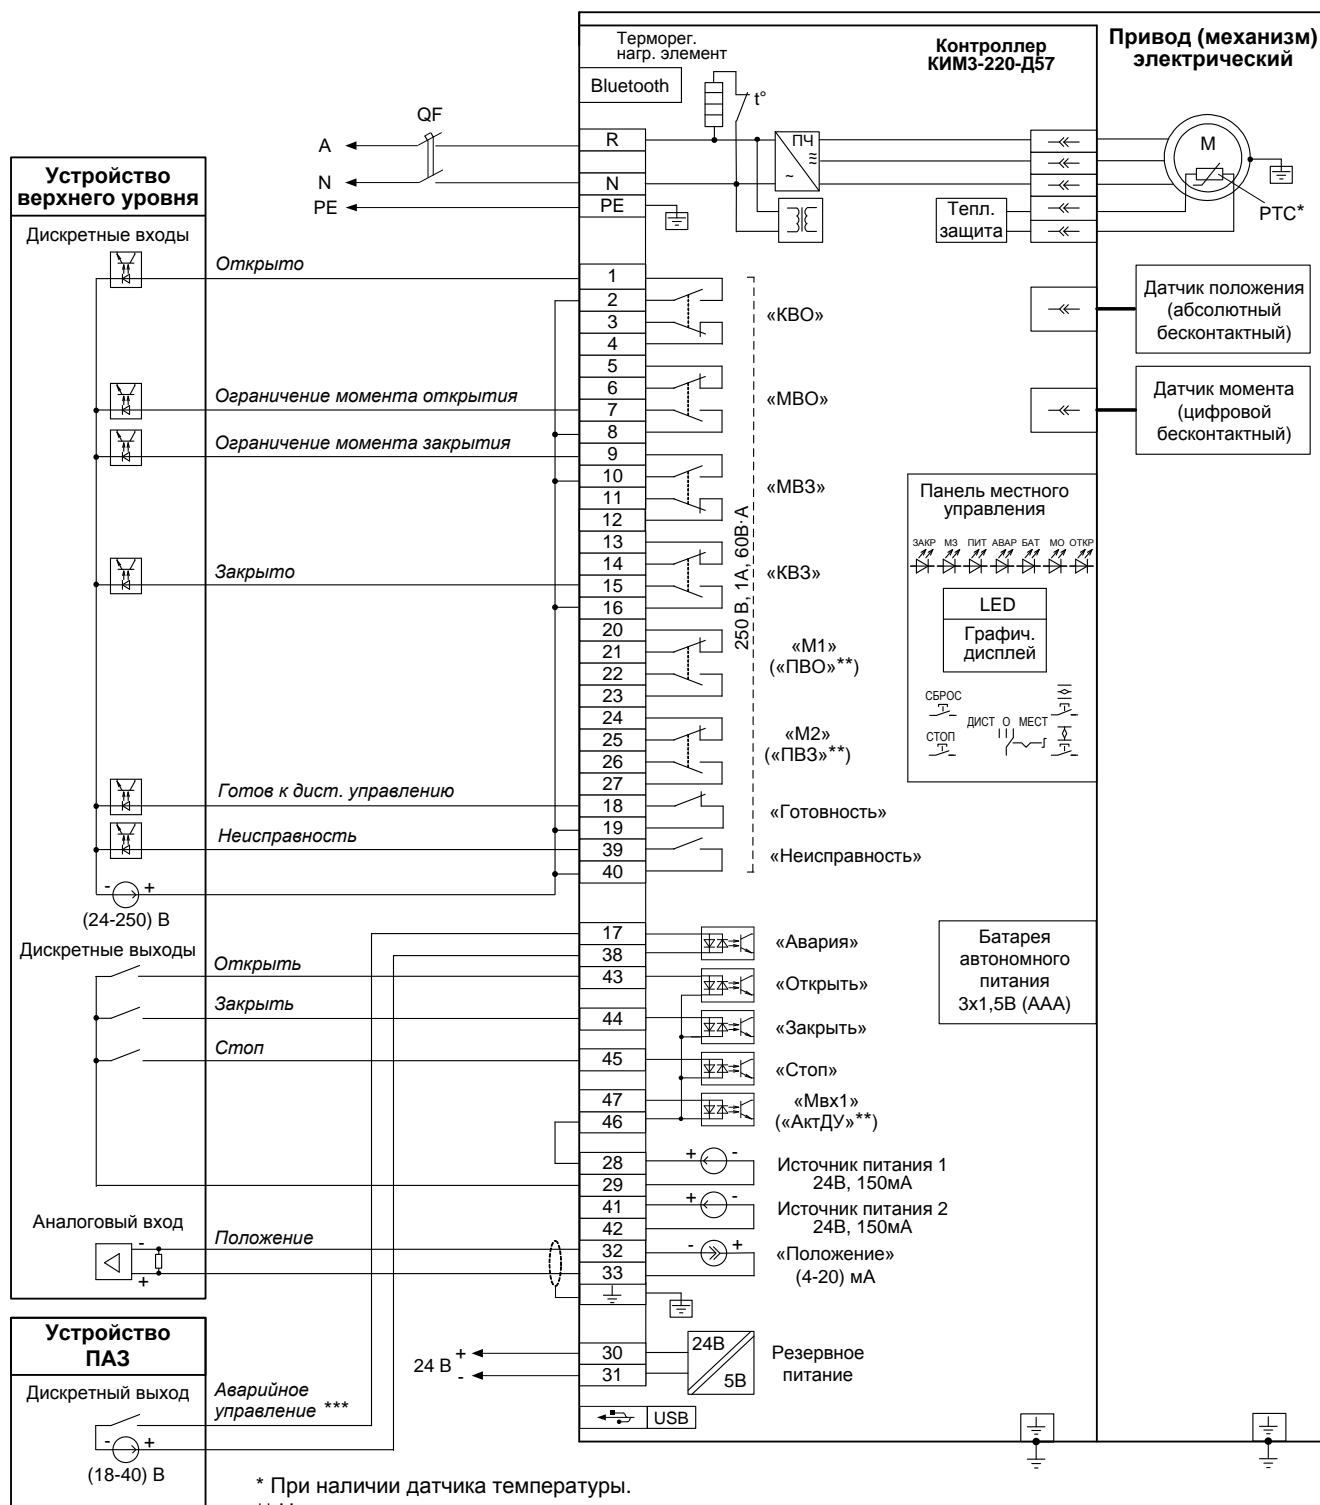 Привод (механизм)
электрический
Контроллер
КИМ3-220-Д57
Терморег.
нагр. элемент
Bluetooth
t°
QF
A
N
PE
R
N
PE
ПЧ
~
≈
M
PTC*
Тепл.
защита
Устройство
верхнего уровня
Дискретные входы
Открыто
Ограничение момента открытия
Ограничение момента закрытия
Закрыто
Готов к дист. управлению
Неисправность
- +
(24-250) В
Дискретные выходы
Открыть
Закрыть
Стоп
Аналоговый вход
-
+
Положение
1
2
3
4
5
6
7
8
9
10
11
12
13
14
15
16
20
21
22
23
24
25
26
27
18
19
39
40
«КВО»
«МВО»
«МВЗ»
«КВЗ»
«М1»
(«ПВО»**)
«М2»
(«ПВЗ»**)
«Готовность»
«Неисправность»
250 В, 1А, 60В·А
Датчик положения
(абсолютный
бесконтактный)
Датчик момента
(цифровой
бесконтактный)
Панель местного
управления
ЗАКР МЗ ПИТ АВАР БАТ МО ОТКР
LED
Графич.
дисплей
СБРОС
СТОП
ДИСТ О МЕСТ
17
38
43
44
45
47
46
28
29
41
42
32
33
«Авария»
«Открыть»
«Закрыть»
«Стоп»
«Мвх1»
(«АктДУ»**)
+ -
Источник питания 1
24В, 150мА
+ -
Источник питания 2
24В, 150мА
- +
«Положение»
(4-20) мА
Батарея
автономного
питания
3x1,5В (ААА)
24 В
+
-
30
31
24В
5В
Резервное
питание
USB
Устройство
ПАЗ
Дискретный выход
Аварийное
управление ***
- +
(18-40) В
* При наличии датчика температуры.